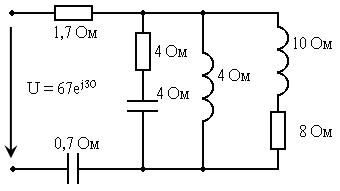 1,7 Ом
10 Ом
4 Ом
4 Ом
4 Ом
U = 67e^j30
0,7 Ом
8 Ом